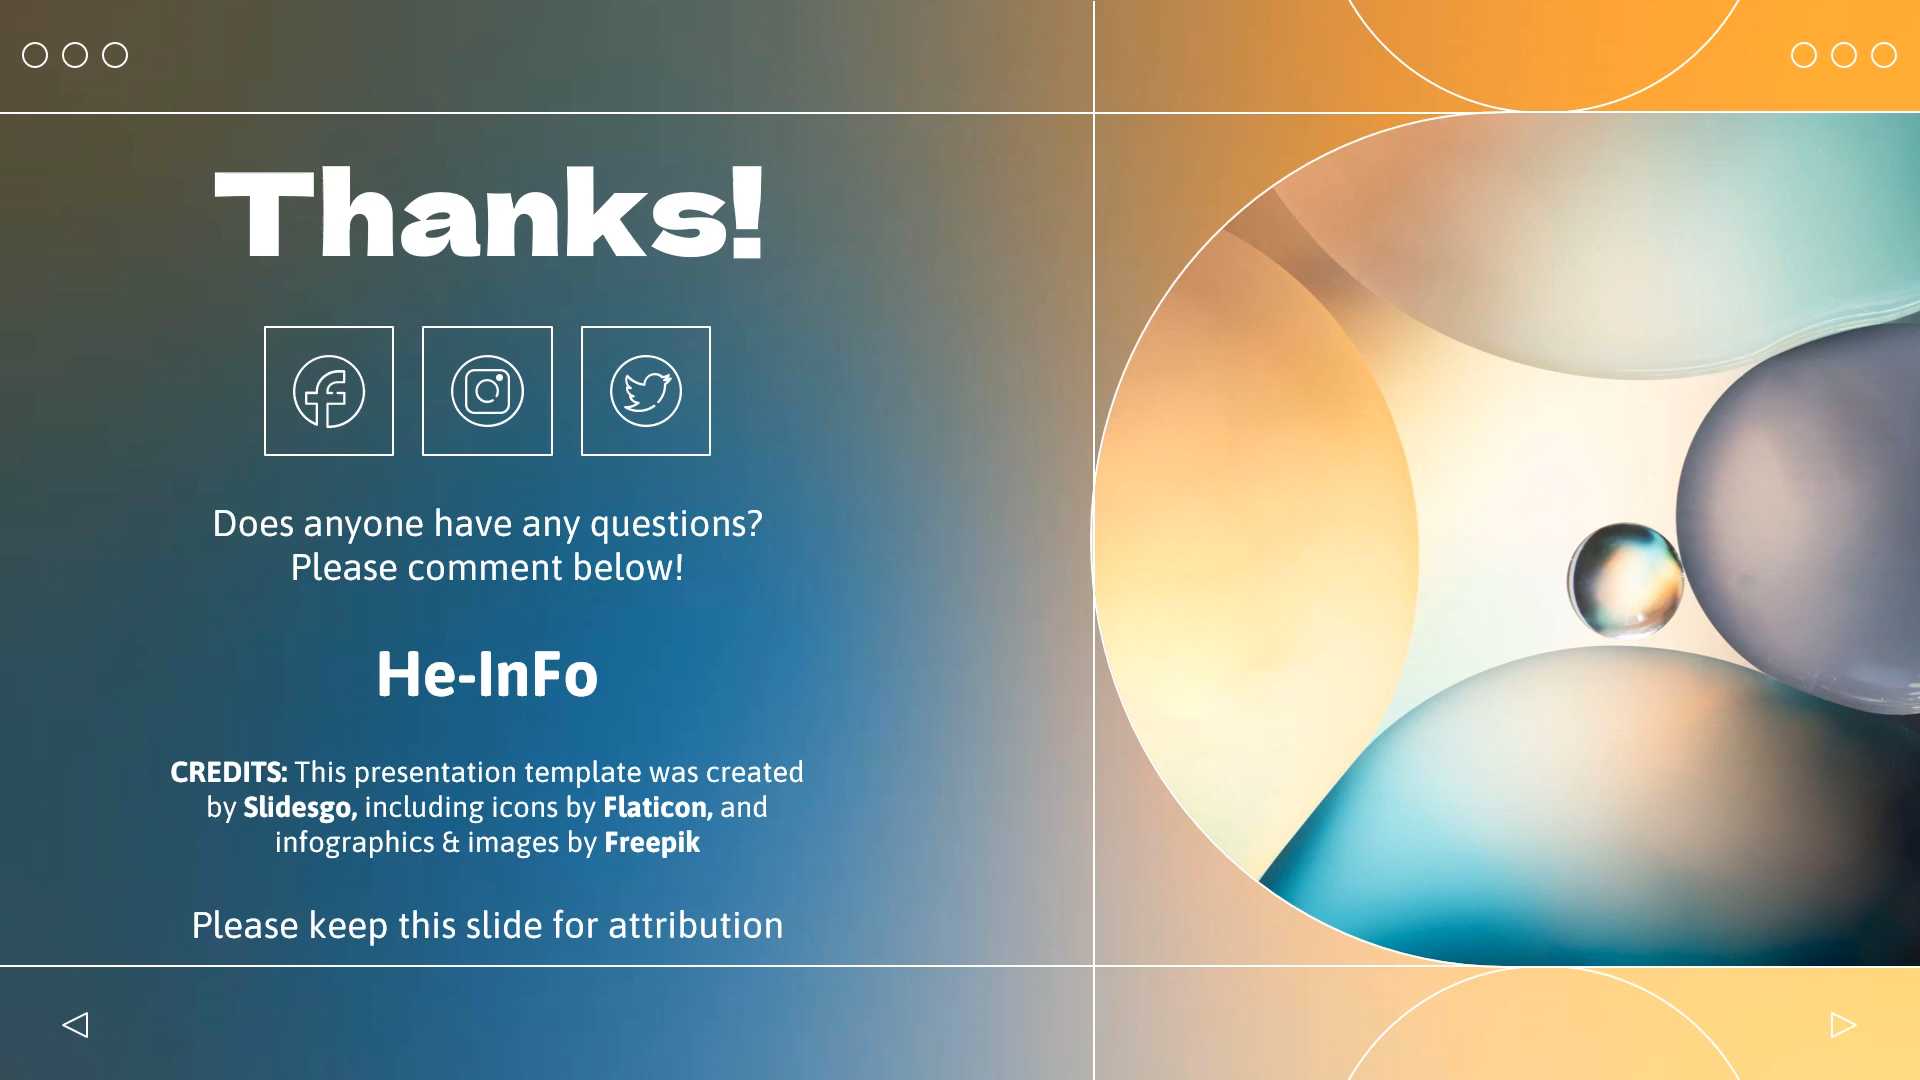 Thanks!
Does anyone have any questions?
Please comment below!
He-InFo
CREDITS: This presentation template was created
by Slidesgo, including icons by Flaticon, and
infographics & images by Freepik
Please keep this slide for attribution